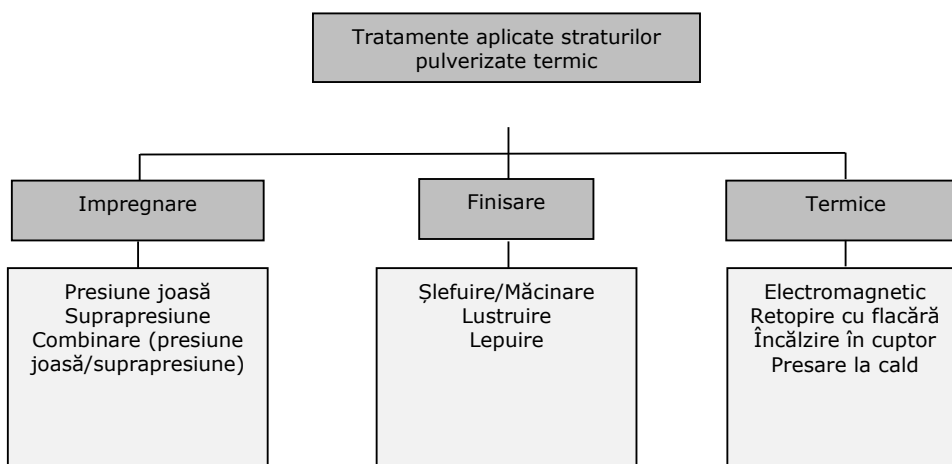 Tratamente aplicate straturilor
pulverizate termic
Impregnare
Finisare
Termice
Presiune joasă
Suprapresiune
Combinare (presiune
joasă/suprapresiune)
Șlefuire/Măcinare
Lustruire
Lepuire
Electromagnetic
Retopire cu flacără
Încălzire în cuptor
Presare la cald